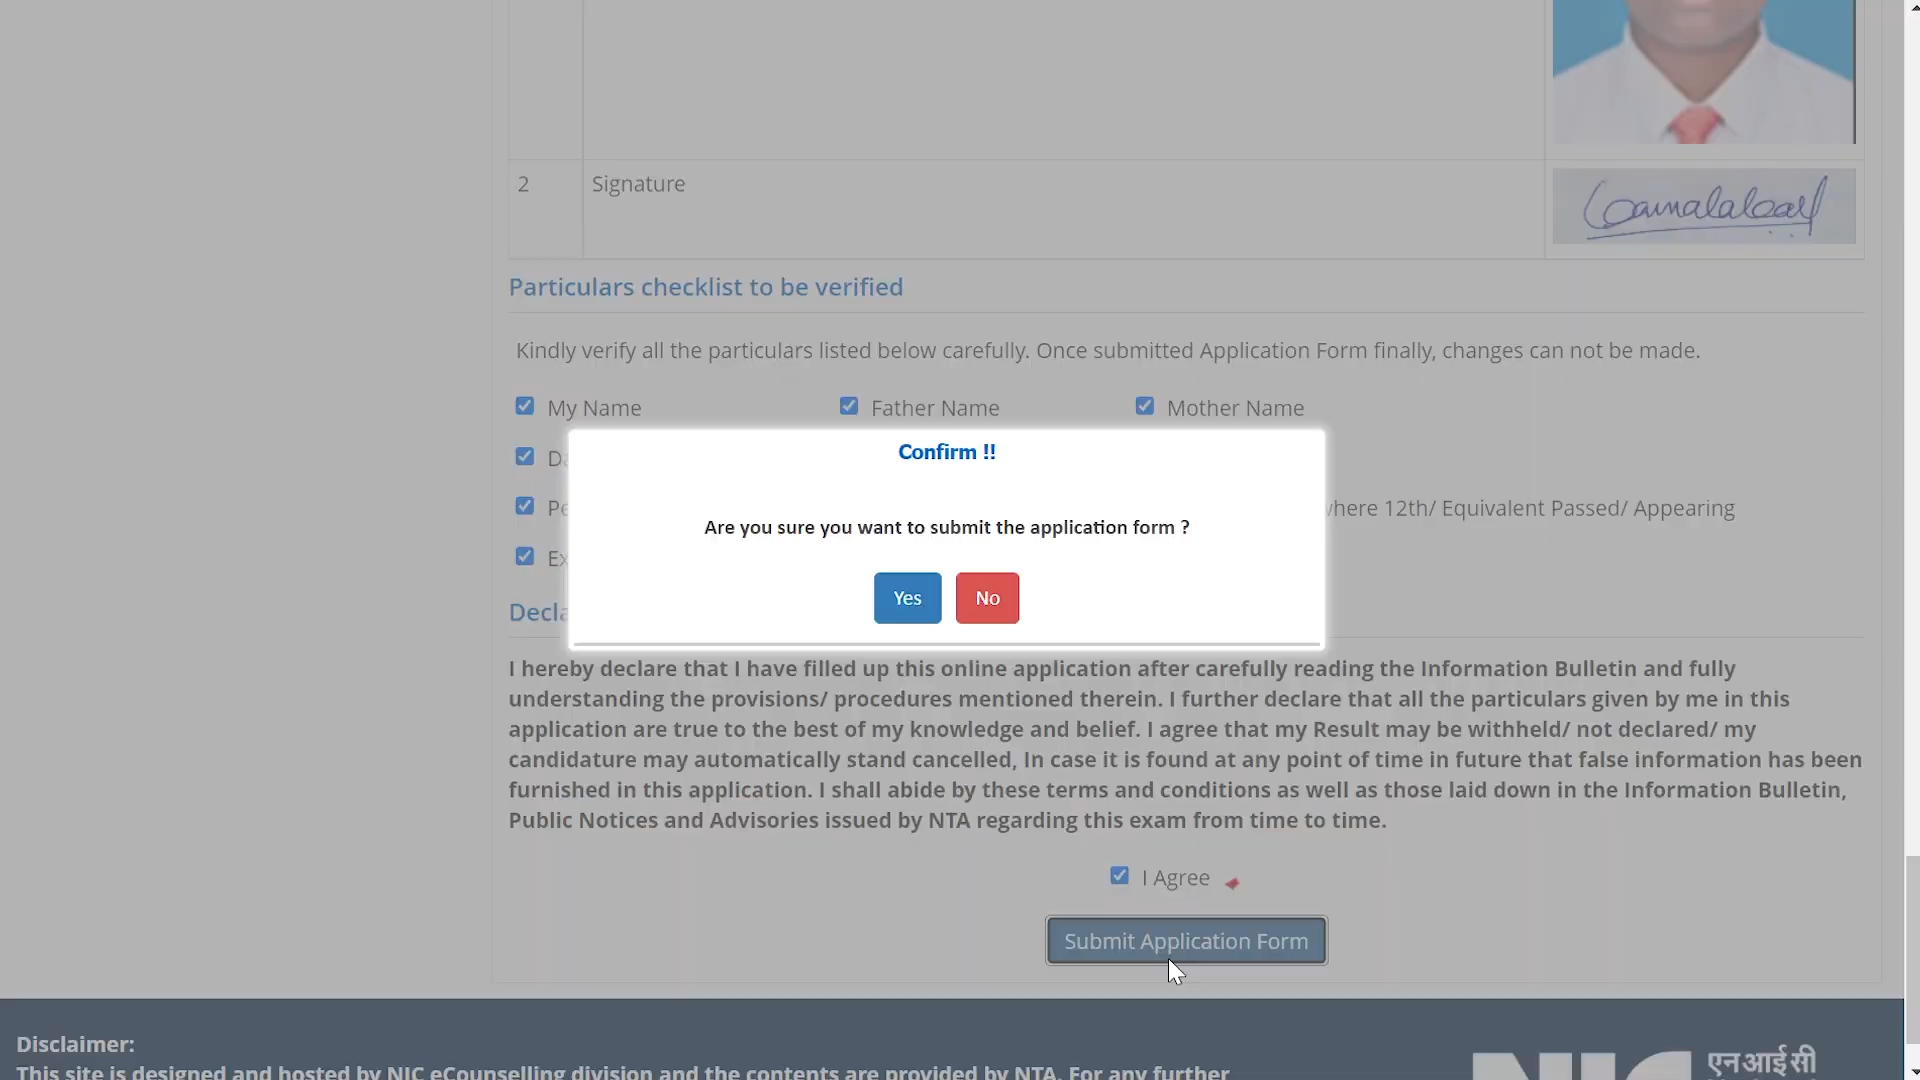 2 Signature
Particulars checklist to be verified
Kindly verify all the particulars listed below carefully. Once submitted Application Form finally, changes can not be made.
My Name Father Name Mother Name
Confirm !!
Are you sure you want to submit the application form ?
Yes No
where 12th/ Equivalent Passed/ Appearing
I hereby declare that I have filled up this online application after carefully reading the Information Bulletin and fully
understanding the provisions/ procedures mentioned therein. I further declare that all the particulars given by me in this
application are true to the best of my knowledge and belief. I agree that my Result may be withheld/ not declared/ my
candidature may automatically stand cancelled, In case it is found at any point of time in future that false information has been
furnished in this application. I shall abide by these terms and conditions as well as those laid down in the Information Bulletin,
Public Notices and Advisories issued by NTA regarding this exam from time to time.
I Agree
Submit Application Form
Disclaimer:
This site is designed and hosted by NIC eCounselling division and the contents are provided by NTA. For any further
NIC एन आई सी